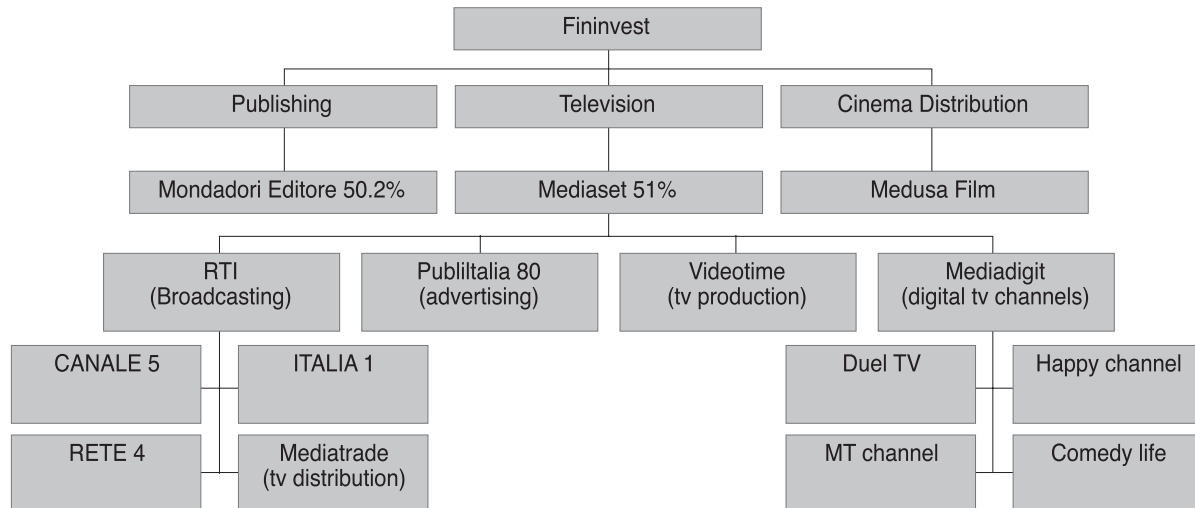 Fininvest
Publishing
Television
Cinema Distribution
Mondadori Editore 50.2%
Mediaset 51%
Medusa Film
RTI
(Broadcasting)
PubliItalia 80
(advertising)
Videotime
(tv production)
Mediadigit
(digital tv channels)
CANALE 5
ITALIA 1
Duel TV
Happy channel
RETE 4
Mediatrade
(tv distribution)
MT channel
Comedy life